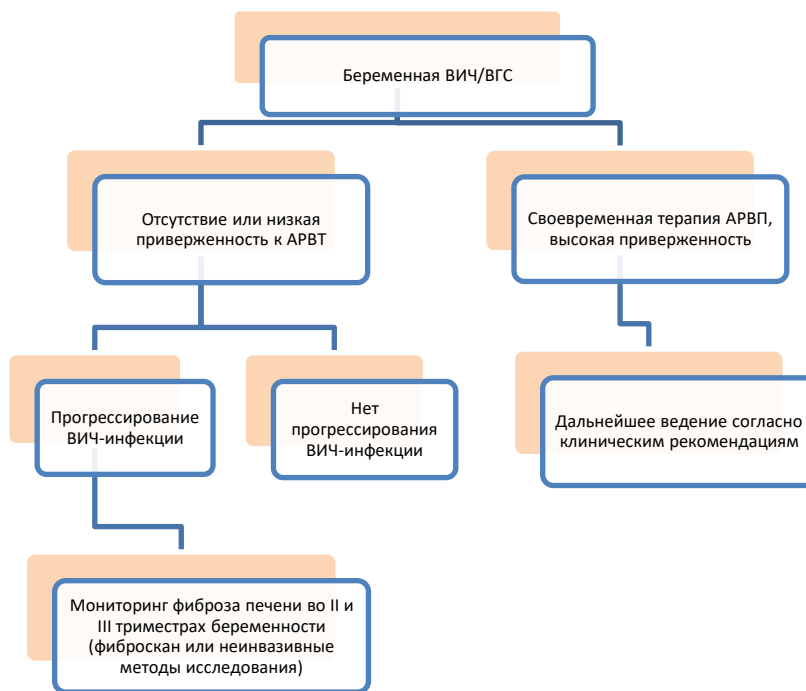 Беременная ВИЧ/ВГС
Отсутствие или низкая
приверженность к АРВТ
Своевременная терапия АРВП,
высокая приверженность
Прогрессирование
ВИЧ-инфекции
Нет
прогрессирования
ВИЧ-инфекции
Дальнейшее ведение согласно
клиническим рекомендациям
Мониторинг фиброза печени во II и
III триместрах беременности
(фиброскан или неинвазивные
методы исследования)